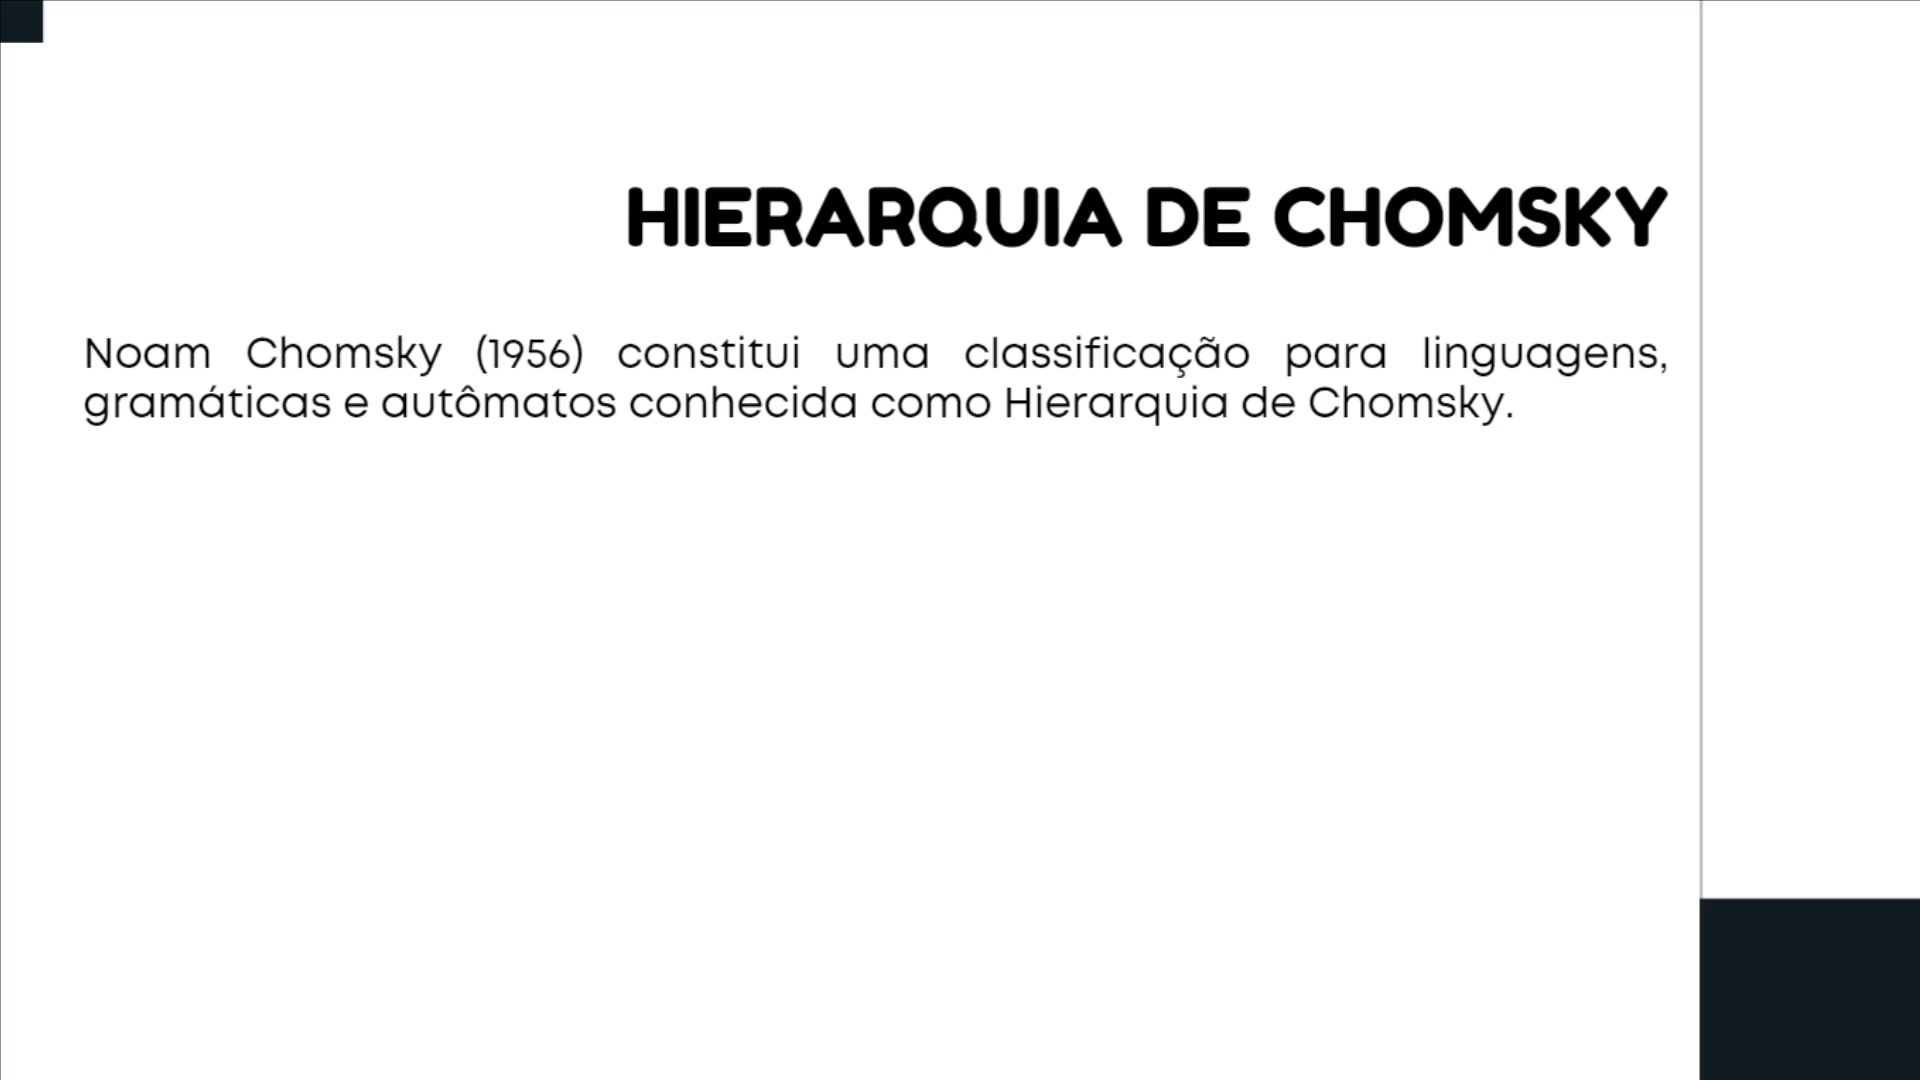 HIERARQUIA DE CHOMSKY
Noam Chomsky (1956) constitui uma classificação para linguagens,
gramáticas e autômatos conhecida como Hierarquia de Chomsky.